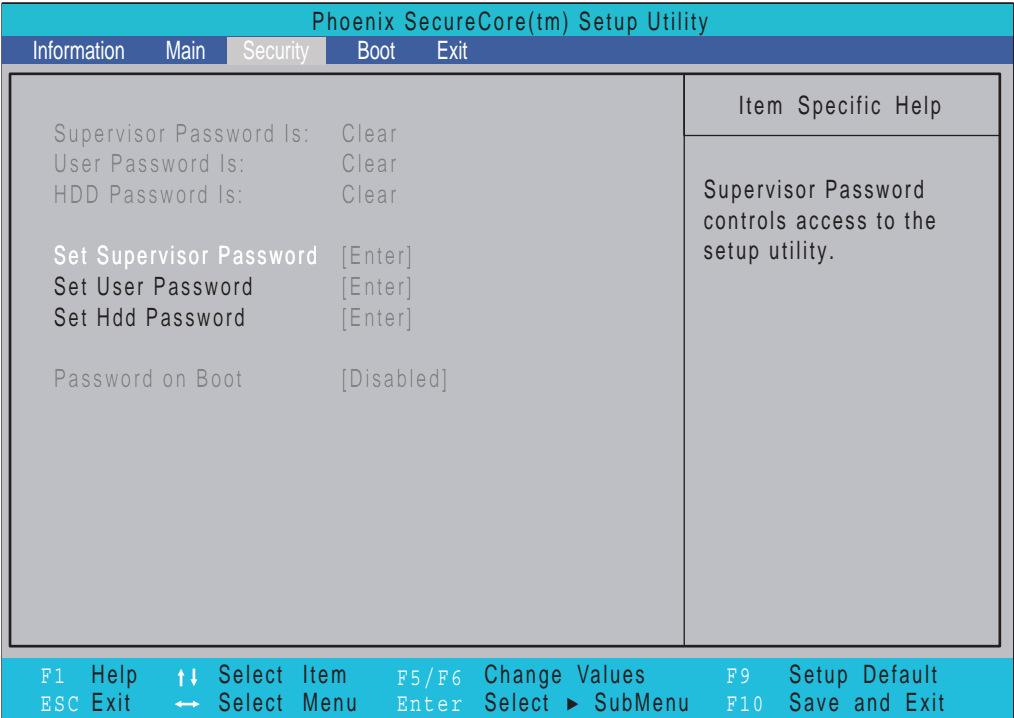 Phoenix SecureCore(tm) Setup Utility
Information Main Security Boot Exit
Item Specific Help
Supervisor Password Is: Clear
User Password Is: Clear
HDD Password Is: Clear
Supervisor Password
controls access to the
setup utility.
Set Supervisor Password [Enter]
Set User Password [Enter]
Set Hdd Password [Enter]
Password on Boot [Disabled]
F1 Help ↑↓ Select Item F5/F6 Change Values F9 Setup Default
ESC Exit ↔ Select Menu Enter Select ► SubMenu F10 Save and Exit